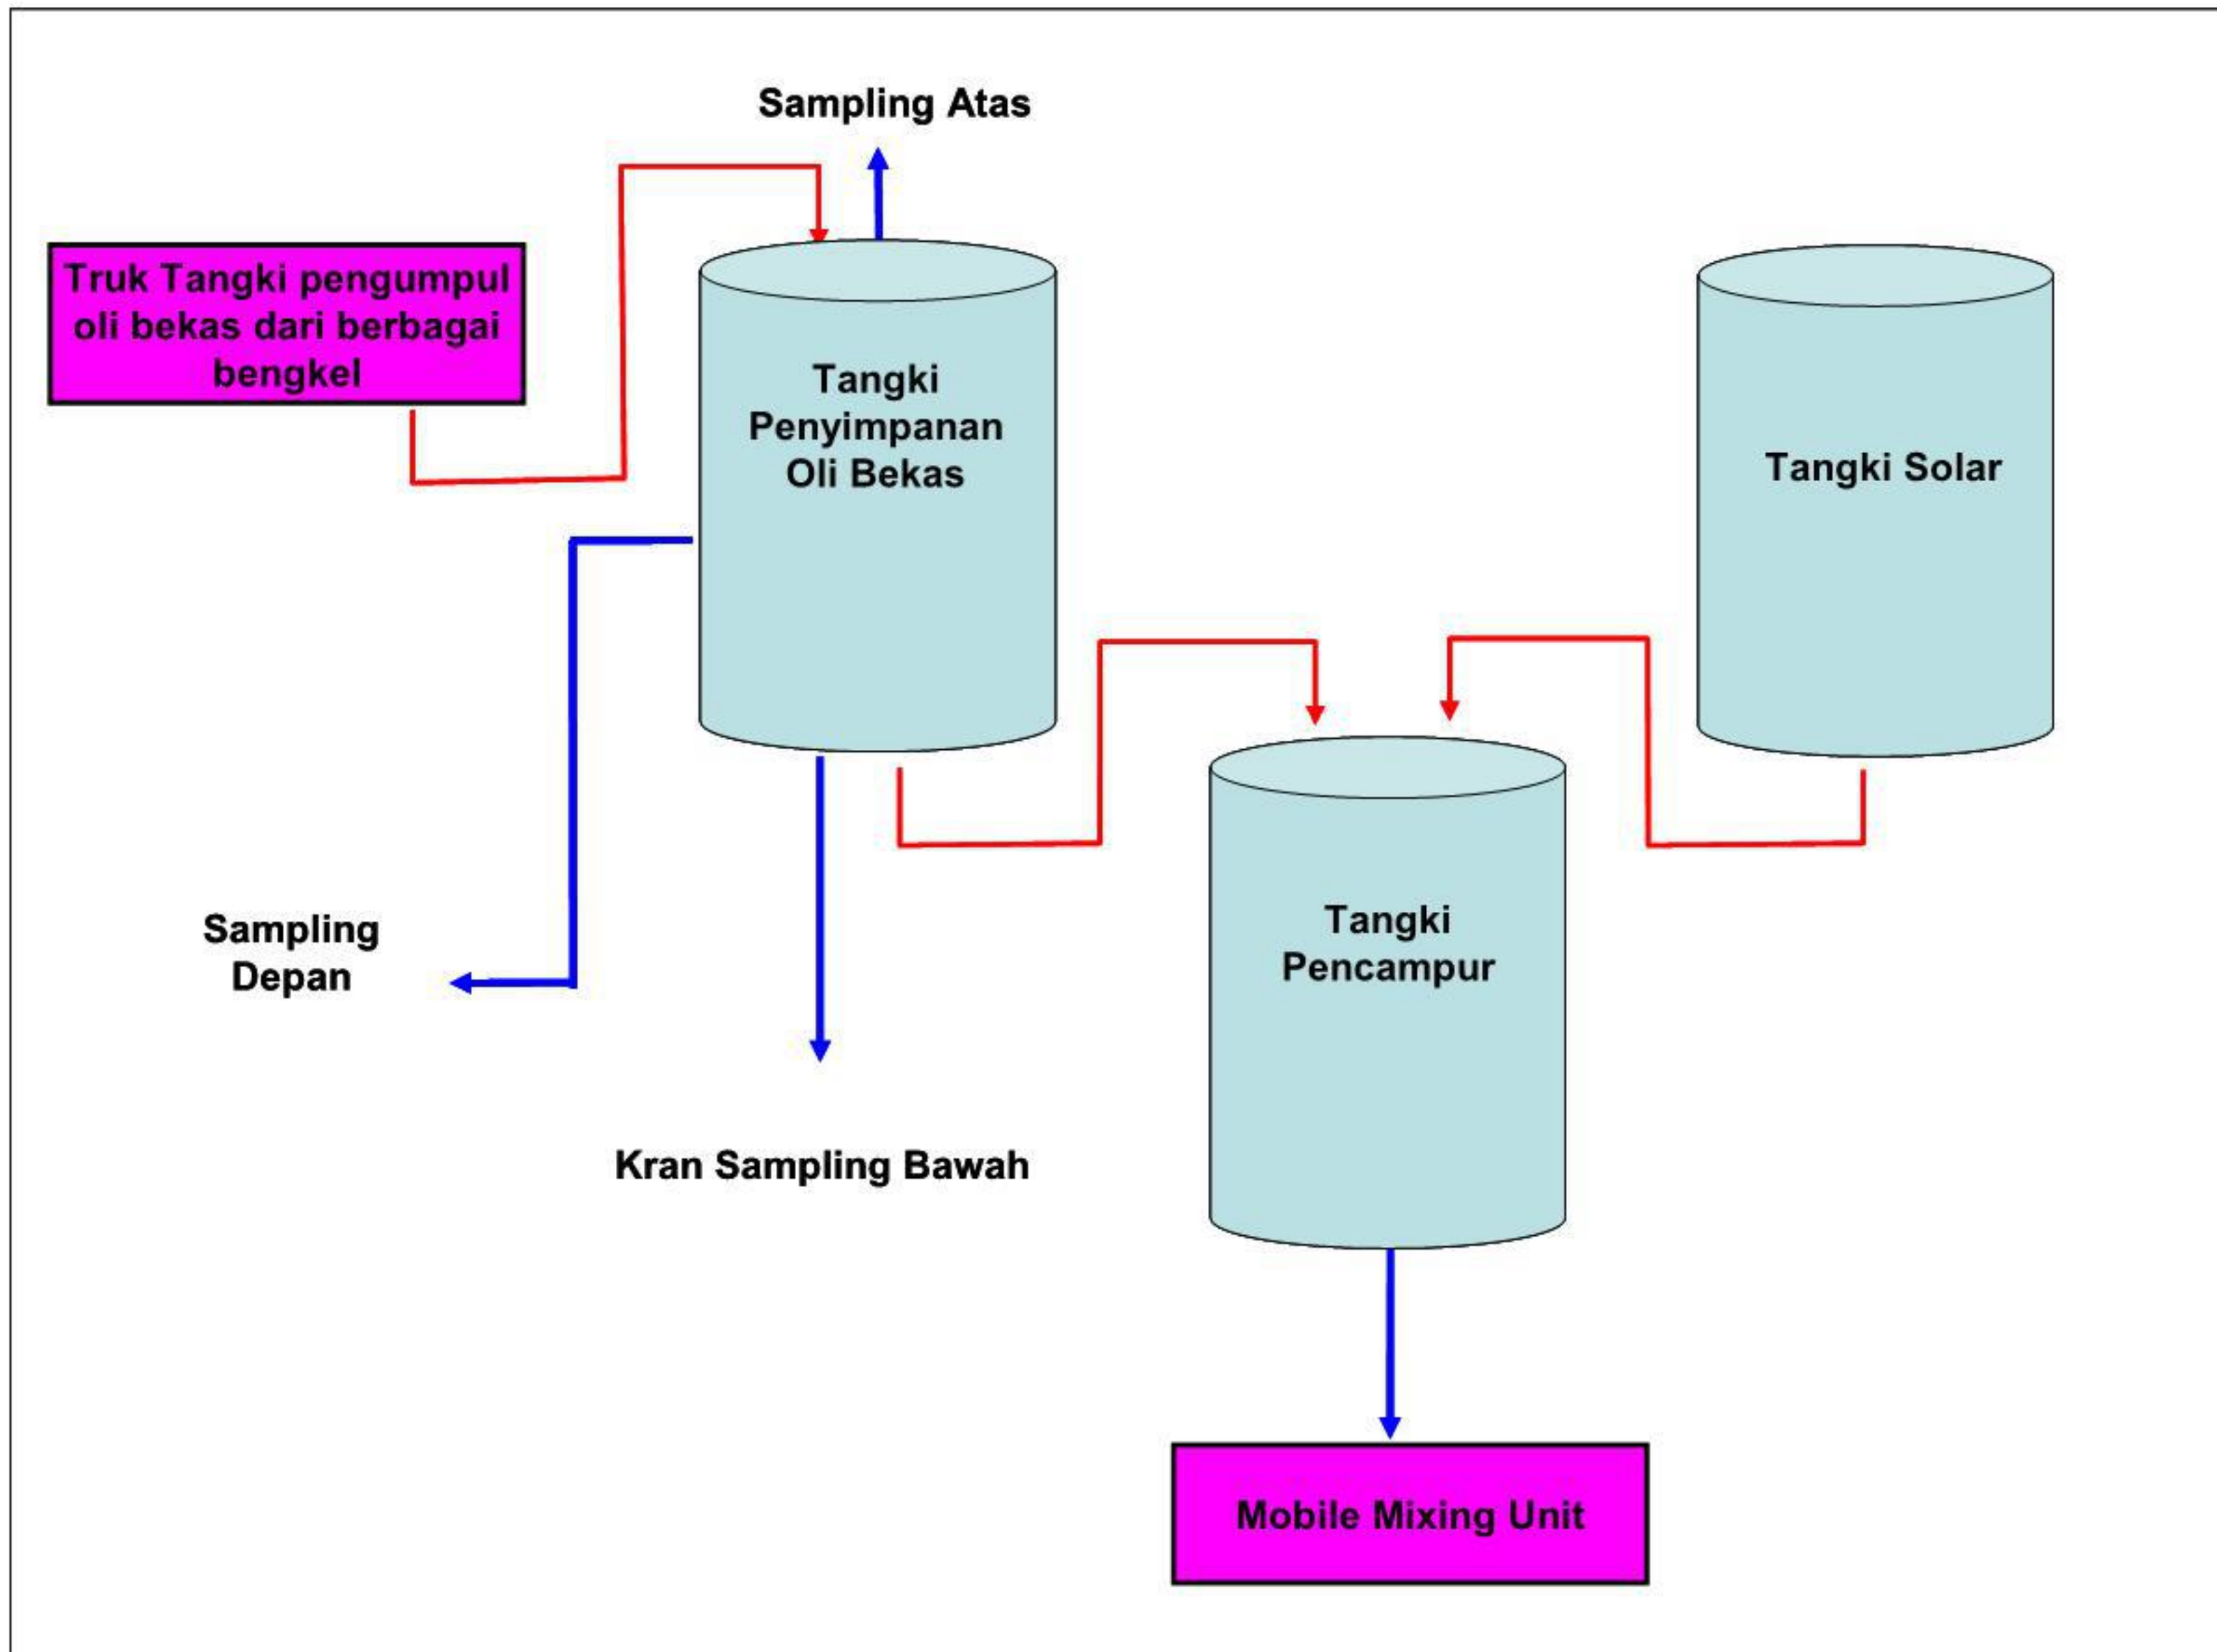 Sampling Atas
Truk Tangki pengumpul
oli bekas dari berbagai
bengkel
Tangki
Penyimpanan
Oli Bekas
Tangki Solar
Sampling
Depan
Tangki
Pencampur
Kran Sampling Bawah
Mobile Mixing Unit